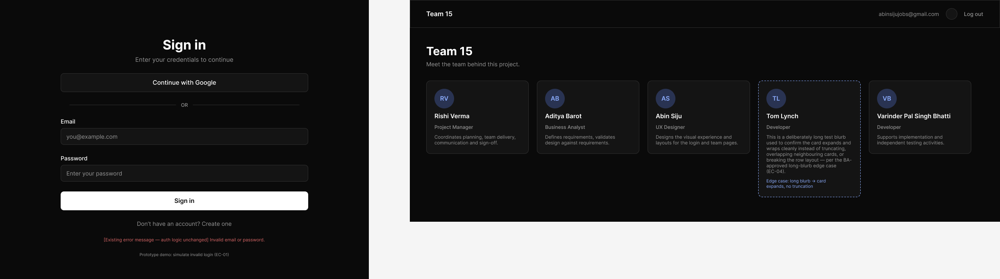 Sign in
Enter your credentials to continue
Continue with Google
OR
Email
you@example.com
Password
Enter your password
Sign in
Don't have an account? Create one
[Existing error message — auth logic unchanged] Invalid email or password.
Prototype demo: simulate invalid login (EC-01)
Team 15
abinsijujobs@gmail.com
Log out
Team 15
Meet the team behind this project.
RV
Rishi Verma
Project Manager
Coordinates planning, team delivery,
communication and sign-off.
AB
Aditya Barot
Business Analyst
Defines requirements, validates
design against requirements.
AS
Abin Siju
UX Designer
Designs the visual experience and
layouts for the login and team pages.
TL
Tom Lynch
Developer
This is a deliberately long test blurb
used to confirm the card expands and
wraps cleanly instead of truncating,
overlapping neighbouring cards, or
breaking the row layout — per the BA-
approved long-blurb edge case
(EC-04).
Edge case: long blurb → card
expands, no truncation
VB
Varinder Pal Singh Bhatti
Developer
Supports implementation and
independent testing activities.